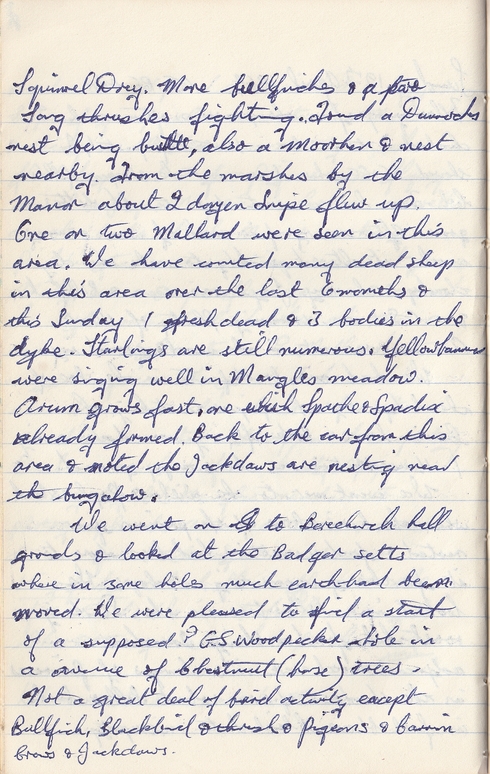 Squirrel Drey. More bullfinches & a two
Song thrushes fighting. Found a Dunnocks
nest being built, also a Moorhen & nest
nearby. From the marshes by the
Manor about 2 dozen Snipe flew up.
One or two Mallard were seen in this
area. We have counted many dead sheep
in this area over the last 6 months &
this Sunday 1 fresh dead & 3 bodies in the
dyke. Starlings are still numerous. Yellowhammers
were singing well in Mangles meadow.
Arum grows fast, one which Spathe & Spadix
already formed. Back to the car from this
area & noted the Jackdaws are nesting near
the bungalow.
We went on to Berechurch hall
grounds & looked at the Badger setts
where in some holes much earth had been
moved. We were pleased to find a start
of a supposed? G.S. Woodpecker hole in
a avenue of chestnut (horse) trees.
Not a great deal of bird activity except
Bullfinch, Blackbird & thrush & pigeons & carrion
crows & Jackdaws.